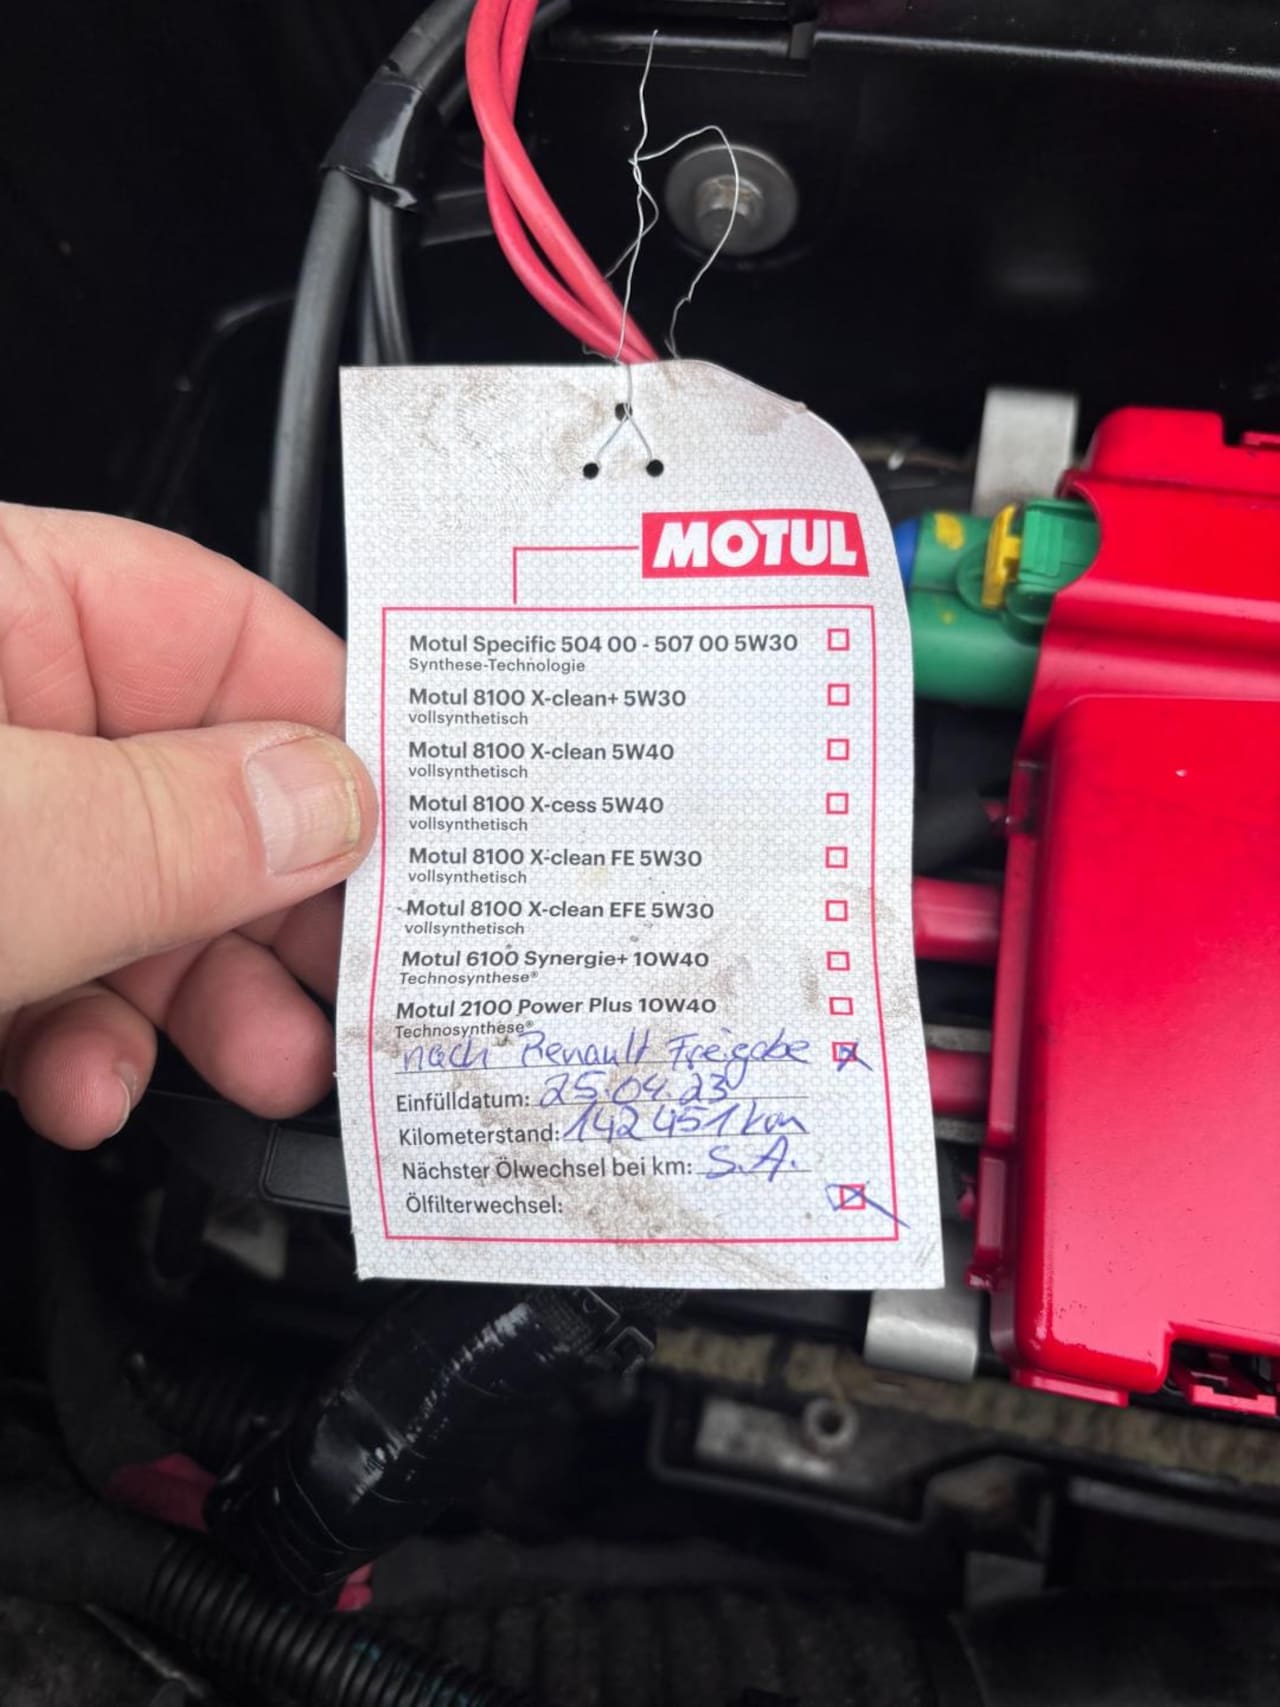 MOTUL
Motul Specific 504 00 - 507 00 5W30
Synthese-Technologie
Motul 8100 X-clean+ 5W30
vollsynthetisch
Motul 8100 X-clean 5W40
vollsynthetisch
Motul 8100 X-cess 5W40
vollsynthetisch
Motul 8100 X-clean FE 5W30
vollsynthetisch
Motul 8100 X-clean EFE 5W30
vollsynthetisch
Motul 6100 Synergie+ 10W40
Technosynthese®
Motul 2100 Power Plus 10W40
Technosynthese®
nach Renault Freigabe
Einfülldatum: 25.04.23
Kilometerstand: 142 451 km
Nächster Ölwechsel bei km: S.A.
Ölfilterwechsel: